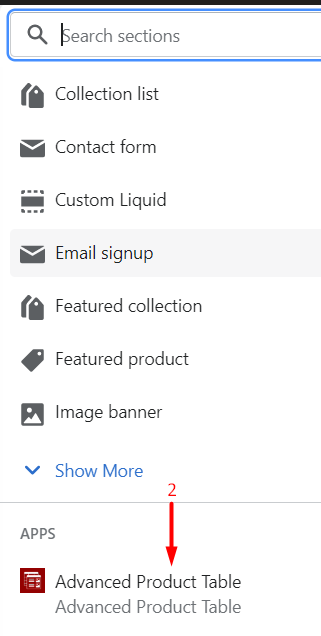 Search sections
Collection list
Contact form
Custom Liquid
Email signup
Featured collection
Featured product
Image banner
Show More
2
APPS
Advanced Product Table
Advanced Product Table